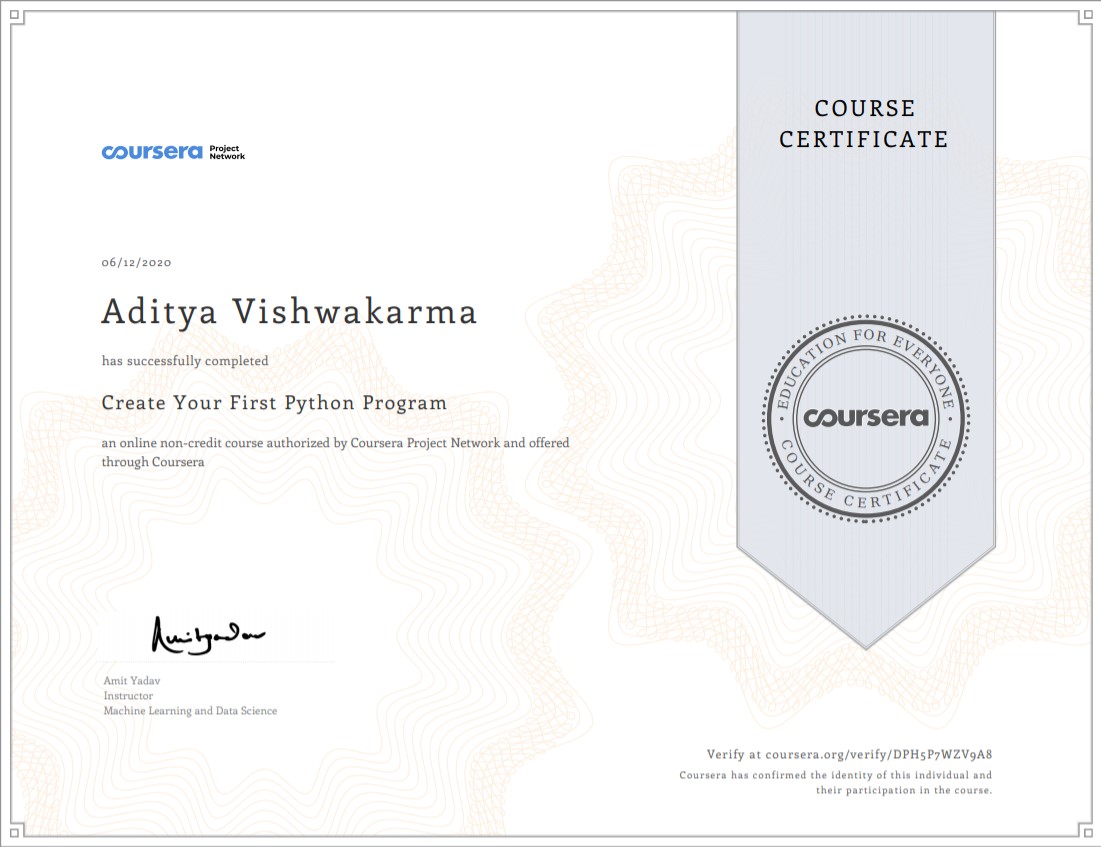 COURSE
CERTIFICATE
coursera Project
Network
06/12/2020
Aditya Vishwakarma
has successfully completed
Create Your First Python Program
an online non-credit course authorized by Coursera Project Network and offered
through Coursera
EDUCATION FOR EVERYONE
coursera
COURSE CERTIFICATE
Amit Yadav
Instructor
Machine Learning and Data Science
Verify at coursera.org/verify/DPH5P7WZV9A8
Coursera has confirmed the identity of this individual and
their participation in the course.